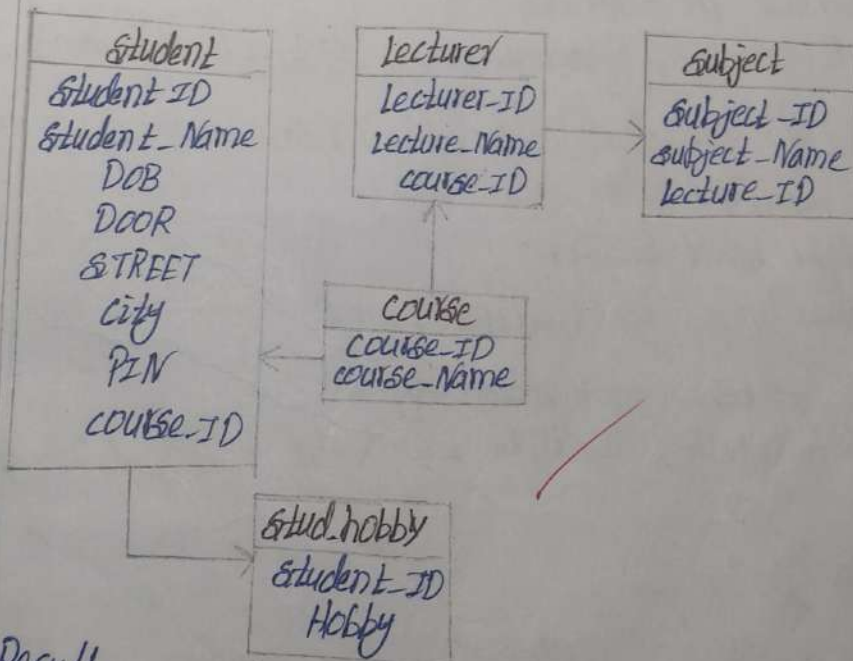 Student
Student ID
Student_Name
DOB
DOOR
STREET
City
PIN
course_ID
Lecturer
Lecturer-ID
Lecture_Name
course_ID
Subject
Subject-ID
subject_Name
Lecture_ID
course
course_ID
course_Name
Stud_hobby
Student_ID
Hobby